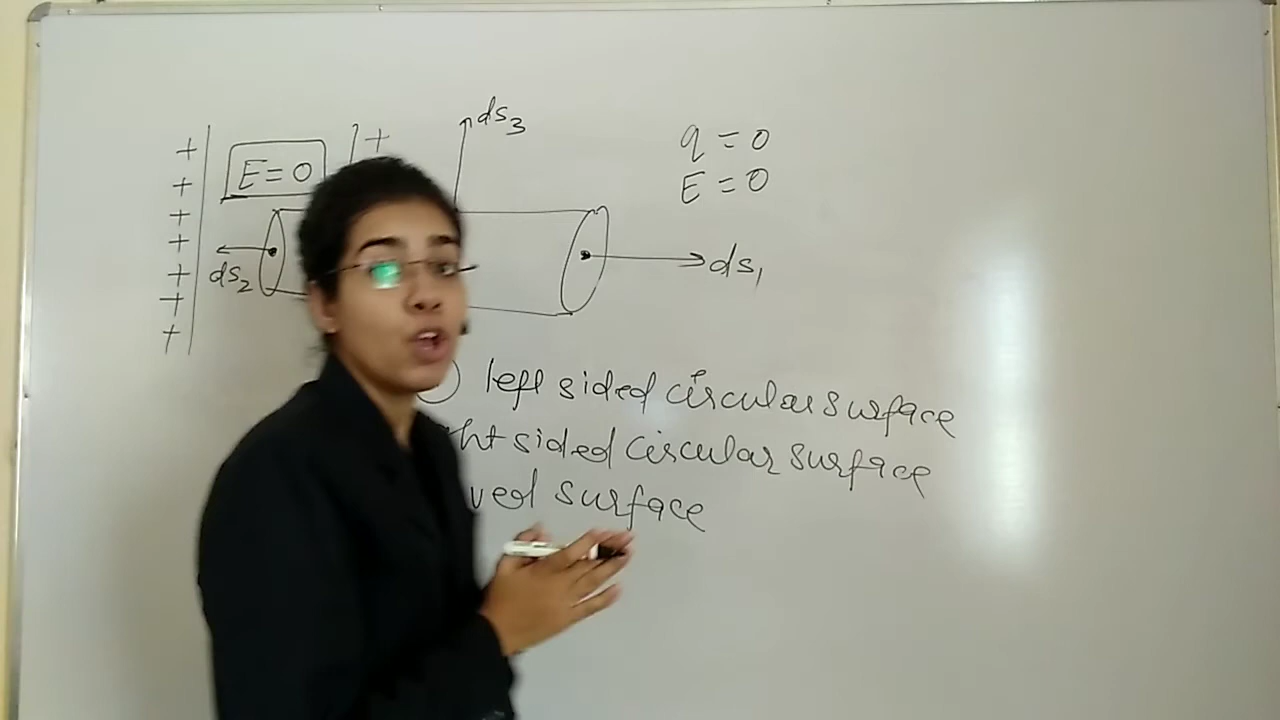 ds₃
+ + + + + + +
+
E = 0
q = 0
E = 0
ds₂
ds₁
left sided circular surface
sided circular surface
surface